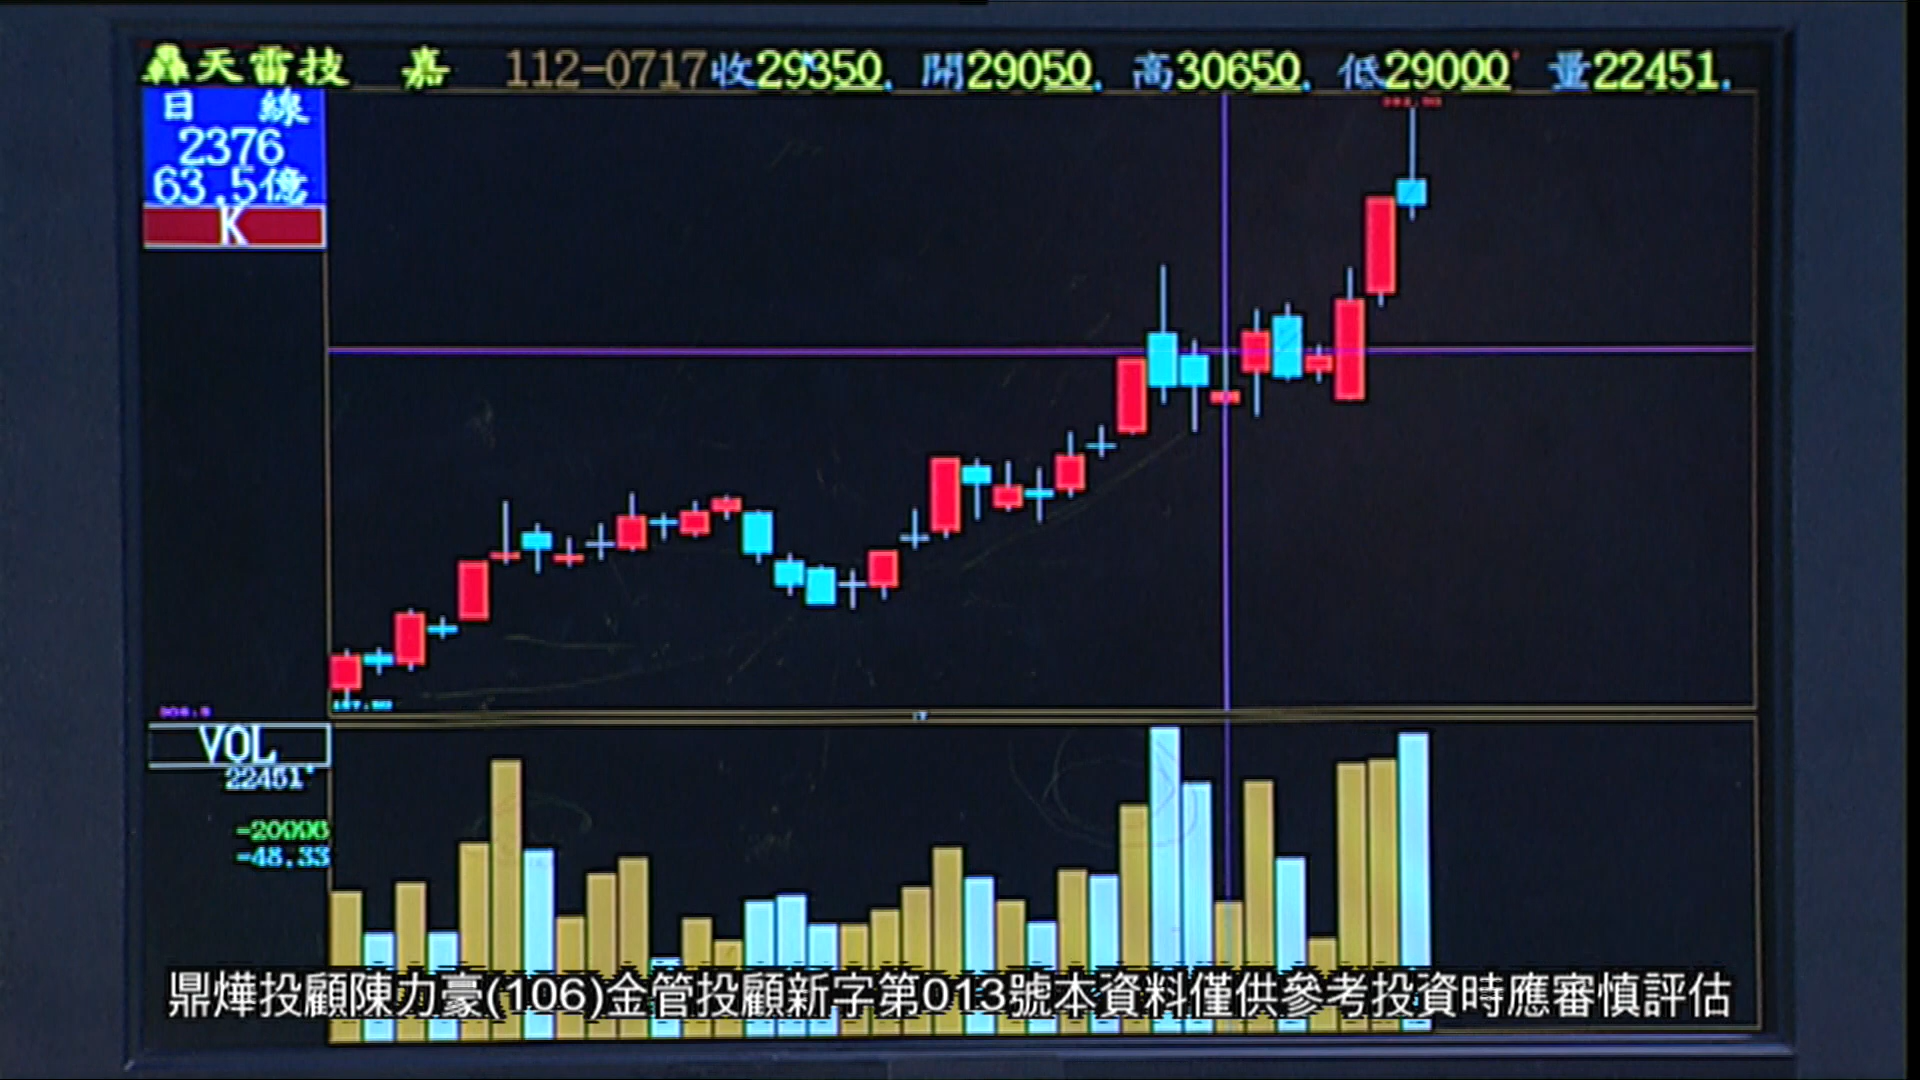 天雷技 嘉 112-0717收29350. 開29050. 高30650. 低29000 量22451.
日 線
2376
63.5億
K
VOL
22451
-48.33
鼎燁投顧陳力豪(106)金管投顧新字第013號本資料僅供參考投資時應審慎評估